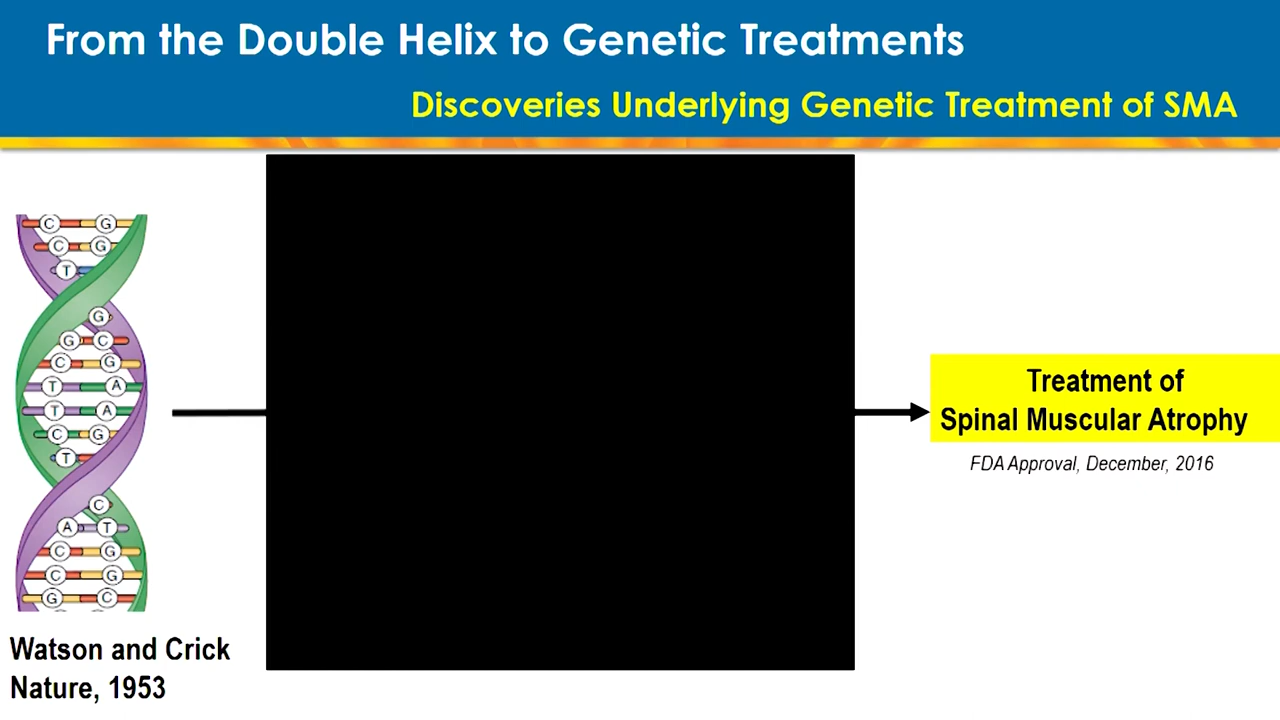 From the Double Helix to Genetic Treatments
Discoveries Underlying Genetic Treatment of SMA
C G
C G
T
G
G C
C G
T A
T A
C G
T
C
A T
C G
C G
G C
Treatment of
Spinal Muscular Atrophy
FDA Approval, December, 2016
Watson and Crick
Nature, 1953